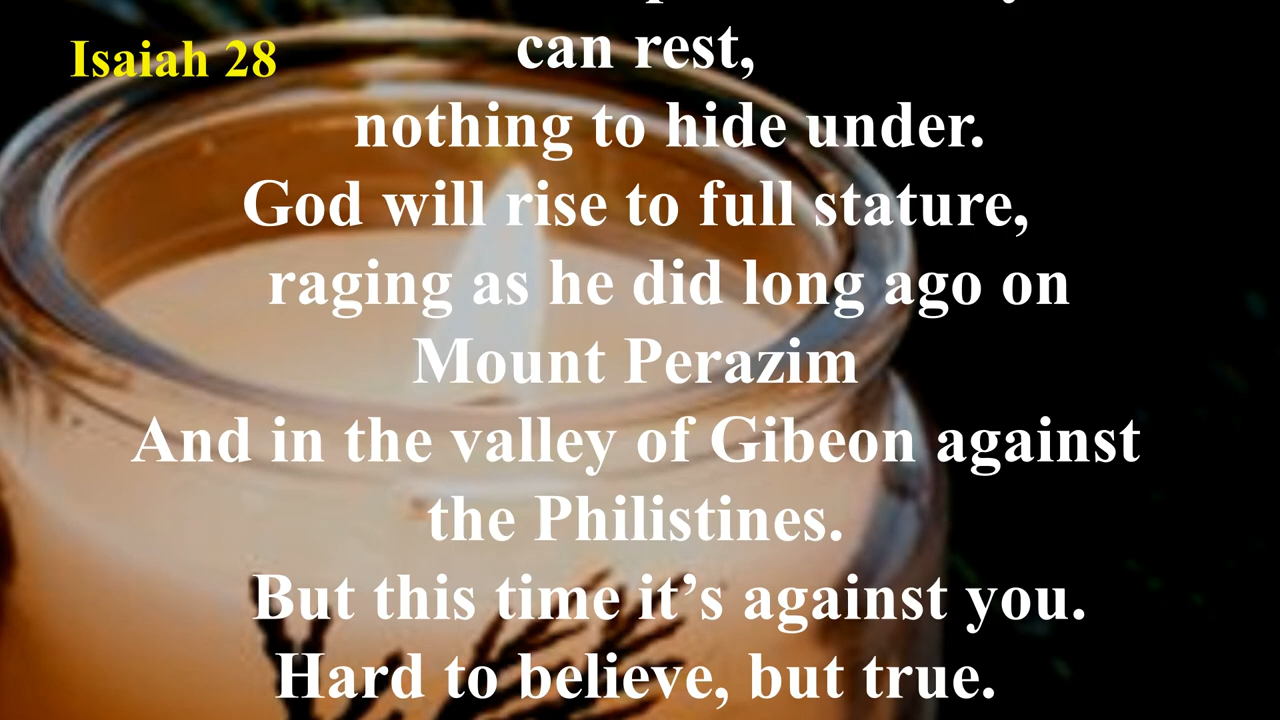 Isaiah 28
can rest,
nothing to hide under.
God will rise to full stature,
raging as he did long ago on
Mount Perazim
And in the valley of Gibeon against
the Philistines.
But this time it’s against you.
Hard to believe, but true.